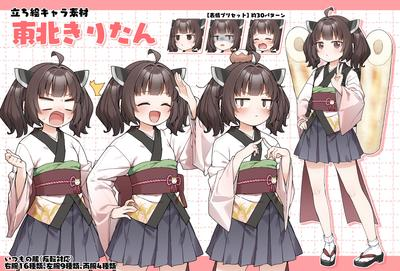 立ち絵キャラ素材
東北きりたん
【表情プリセット】約30パターン
いつもの服(反転対応)
右腕16種類、左腕9種類、両腕4種類